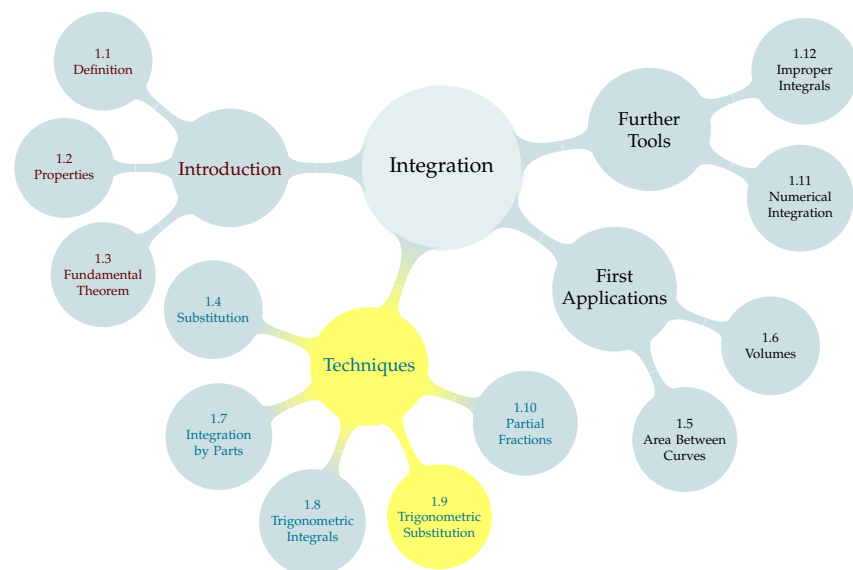 Integration
Introduction
1.1
Definition
1.2
Properties
1.3
Fundamental
Theorem
Techniques
1.4
Substitution
1.7
Integration
by Parts
1.8
Trigonometric
Integrals
1.9
Trigonometric
Substitution
1.10
Partial
Fractions
First
Applications
1.5
Area Between
Curves
1.6
Volumes
Further
Tools
1.11
Numerical
Integration
1.12
Improper
Integrals